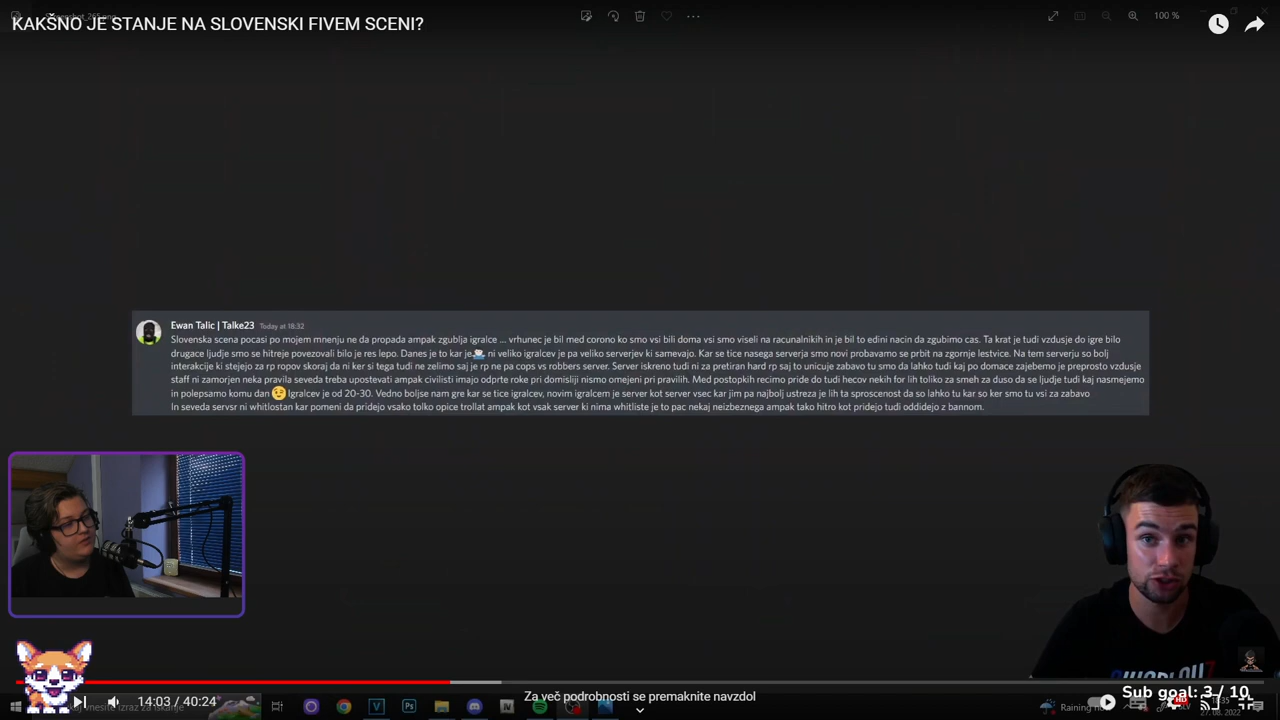 KAKŠNO JE STANJE NA SLOVENSKI FIVEM SCENI?
100 %
Ewan Talic | Talke23 Today at 18:32
Slovenska scena pocasi po mojem mnenju ne da propada ampak zgublja igralce ... vrhunec je bil med corono ko smo vsi bili doma vsi smo viseli na racunalnikih in je bil to edini nacin da zgubimo cas. Ta krat je tudi vzdusje do igre bilo
drugace ljudje smo se hitreje povezovali bilo je res lepo. Danes je to kar je ni veliko igralcev je pa veliko serverjev ki samevajo. Kar se tice nasega serverja smo novi probavamo se prbit na zgornje lestvice. Na tem serverju so bolj
interakcije ki stejejo za rp ropov skoraj da ni ker si tega tudi ne zelimo saj je rp ne pa cops vs robbers server. Server iskreno tudi ni za pretiran hard rp saj to unicuje zabavo tu smo da lahko tudi kaj po domace zajebemo je preprosto vzdusje
staff ni zamorjen neka pravila seveda treba upostevati ampak civilisti imajo odprte roke pri domisliji nismo omejeni pri pravilih. Med postopkih recimo pride do tudi hecov nekih for lih toliko za smeh za duso da se ljudje tudi kaj nasmejemo
in polepsamo komu dan 😉 Igralcev je od 20-30. Vedno boljse nam gre kar se tice igralcev, novim igralcem je server kot server vsec kar jim pa najbolj ustreza je lih ta sproscenost da so lahko tu kar so ker smo tu vsi za zabavo
In seveda servsr ni whitlostan kar pomeni da pridejo vsako tolko opice trollat ampak kot vsak server ki nima whitliste je to pac nekaj neizbeznega ampak tako hitro kot pridejo tudi oddidejo z bannom.
14:03 / 40:24
vnesite izraz za iskanje
Za več podrobnosti se premaknite navzdol
Sub goal: 3 / 10
HD
Raining
27. 08. 2022